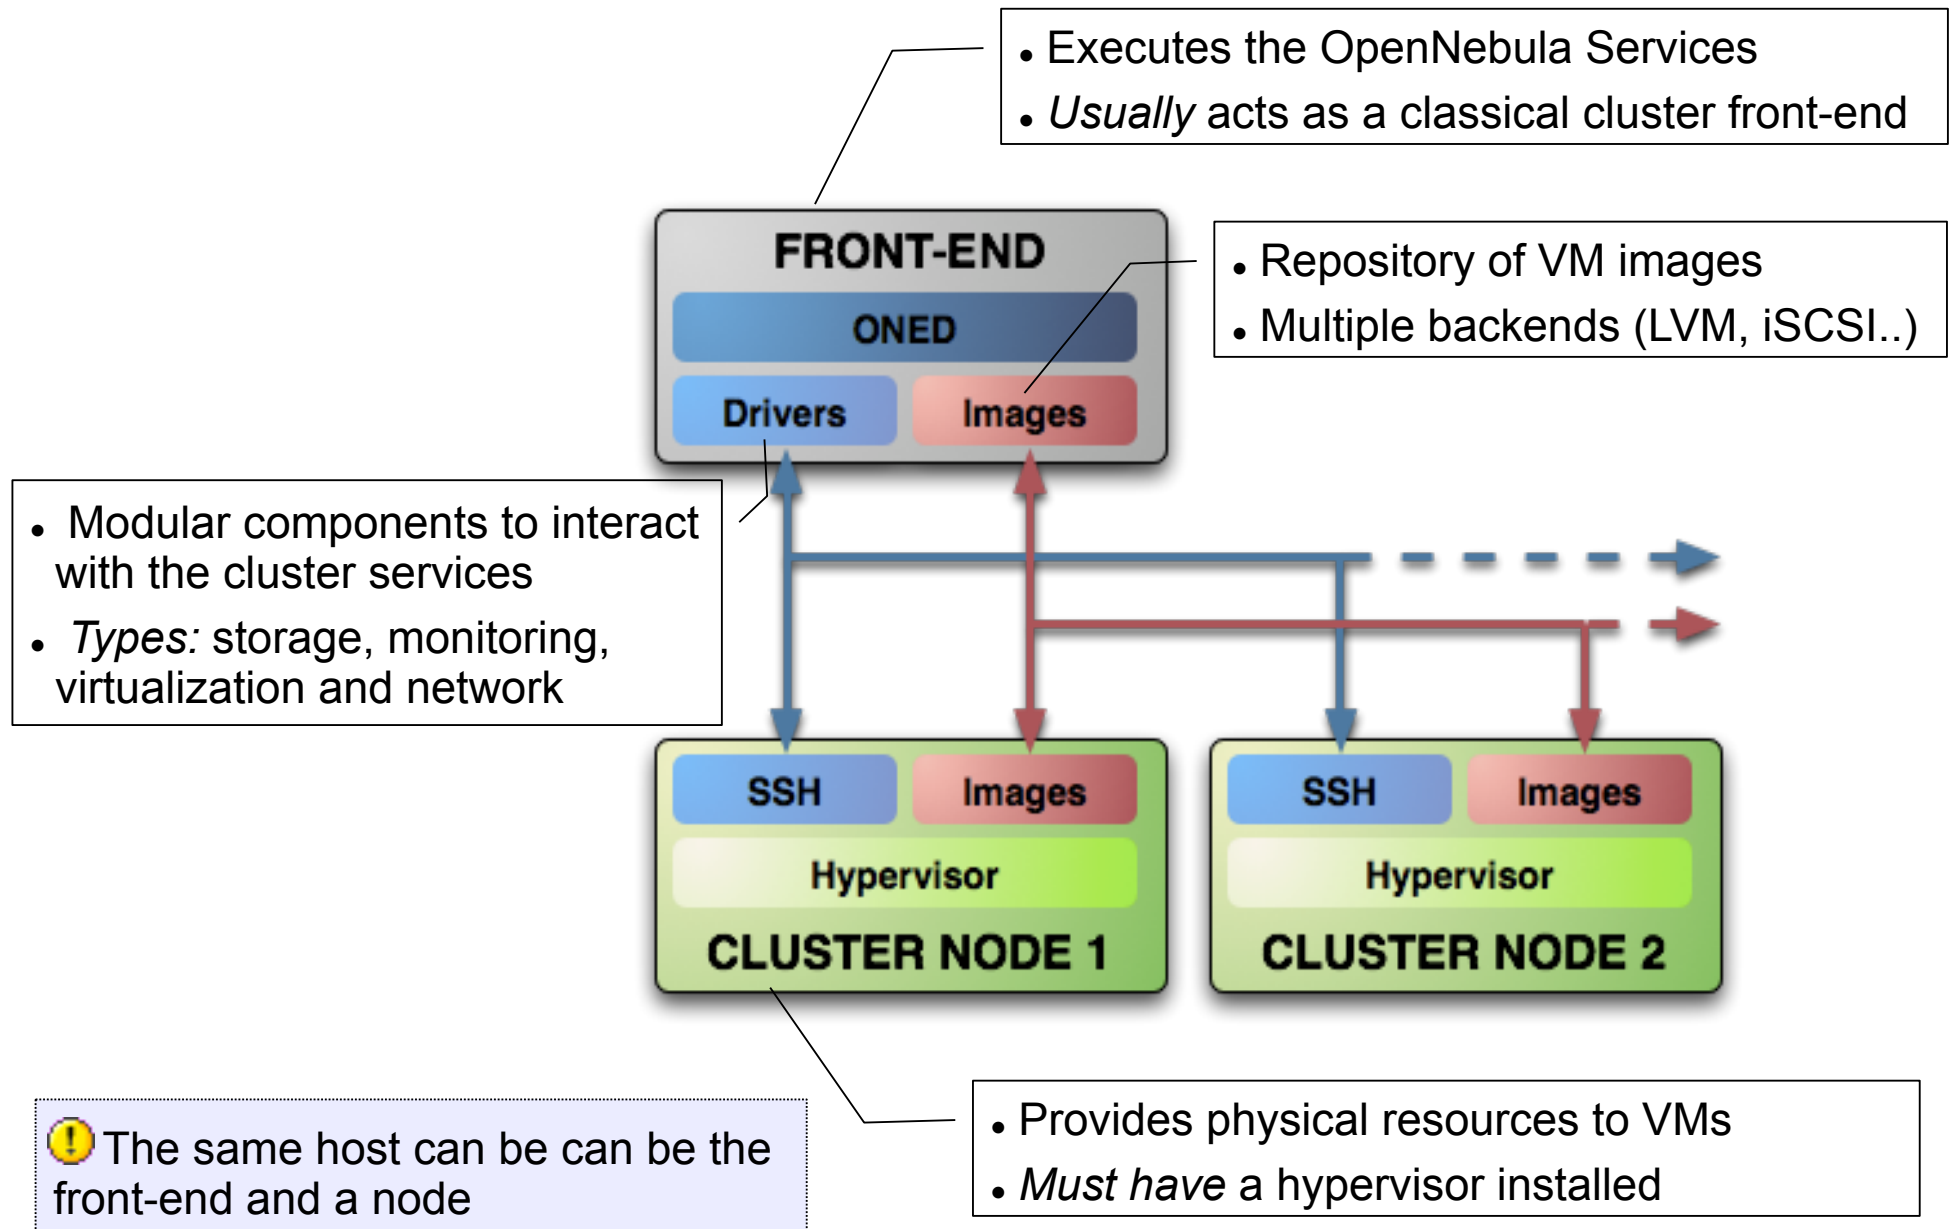 • Executes the OpenNebula Services
• Usually acts as a classical cluster front-end
FRONT-END
ONED
Drivers
Images
• Repository of VM images
• Multiple backends (LVM, iSCSI..)
• Modular components to interact
with the cluster services
• Types: storage, monitoring,
virtualization and network
SSH
Images
Hypervisor
CLUSTER NODE 1
SSH
Images
Hypervisor
CLUSTER NODE 2
• Provides physical resources to VMs
• Must have a hypervisor installed
The same host can be can be the
front-end and a node